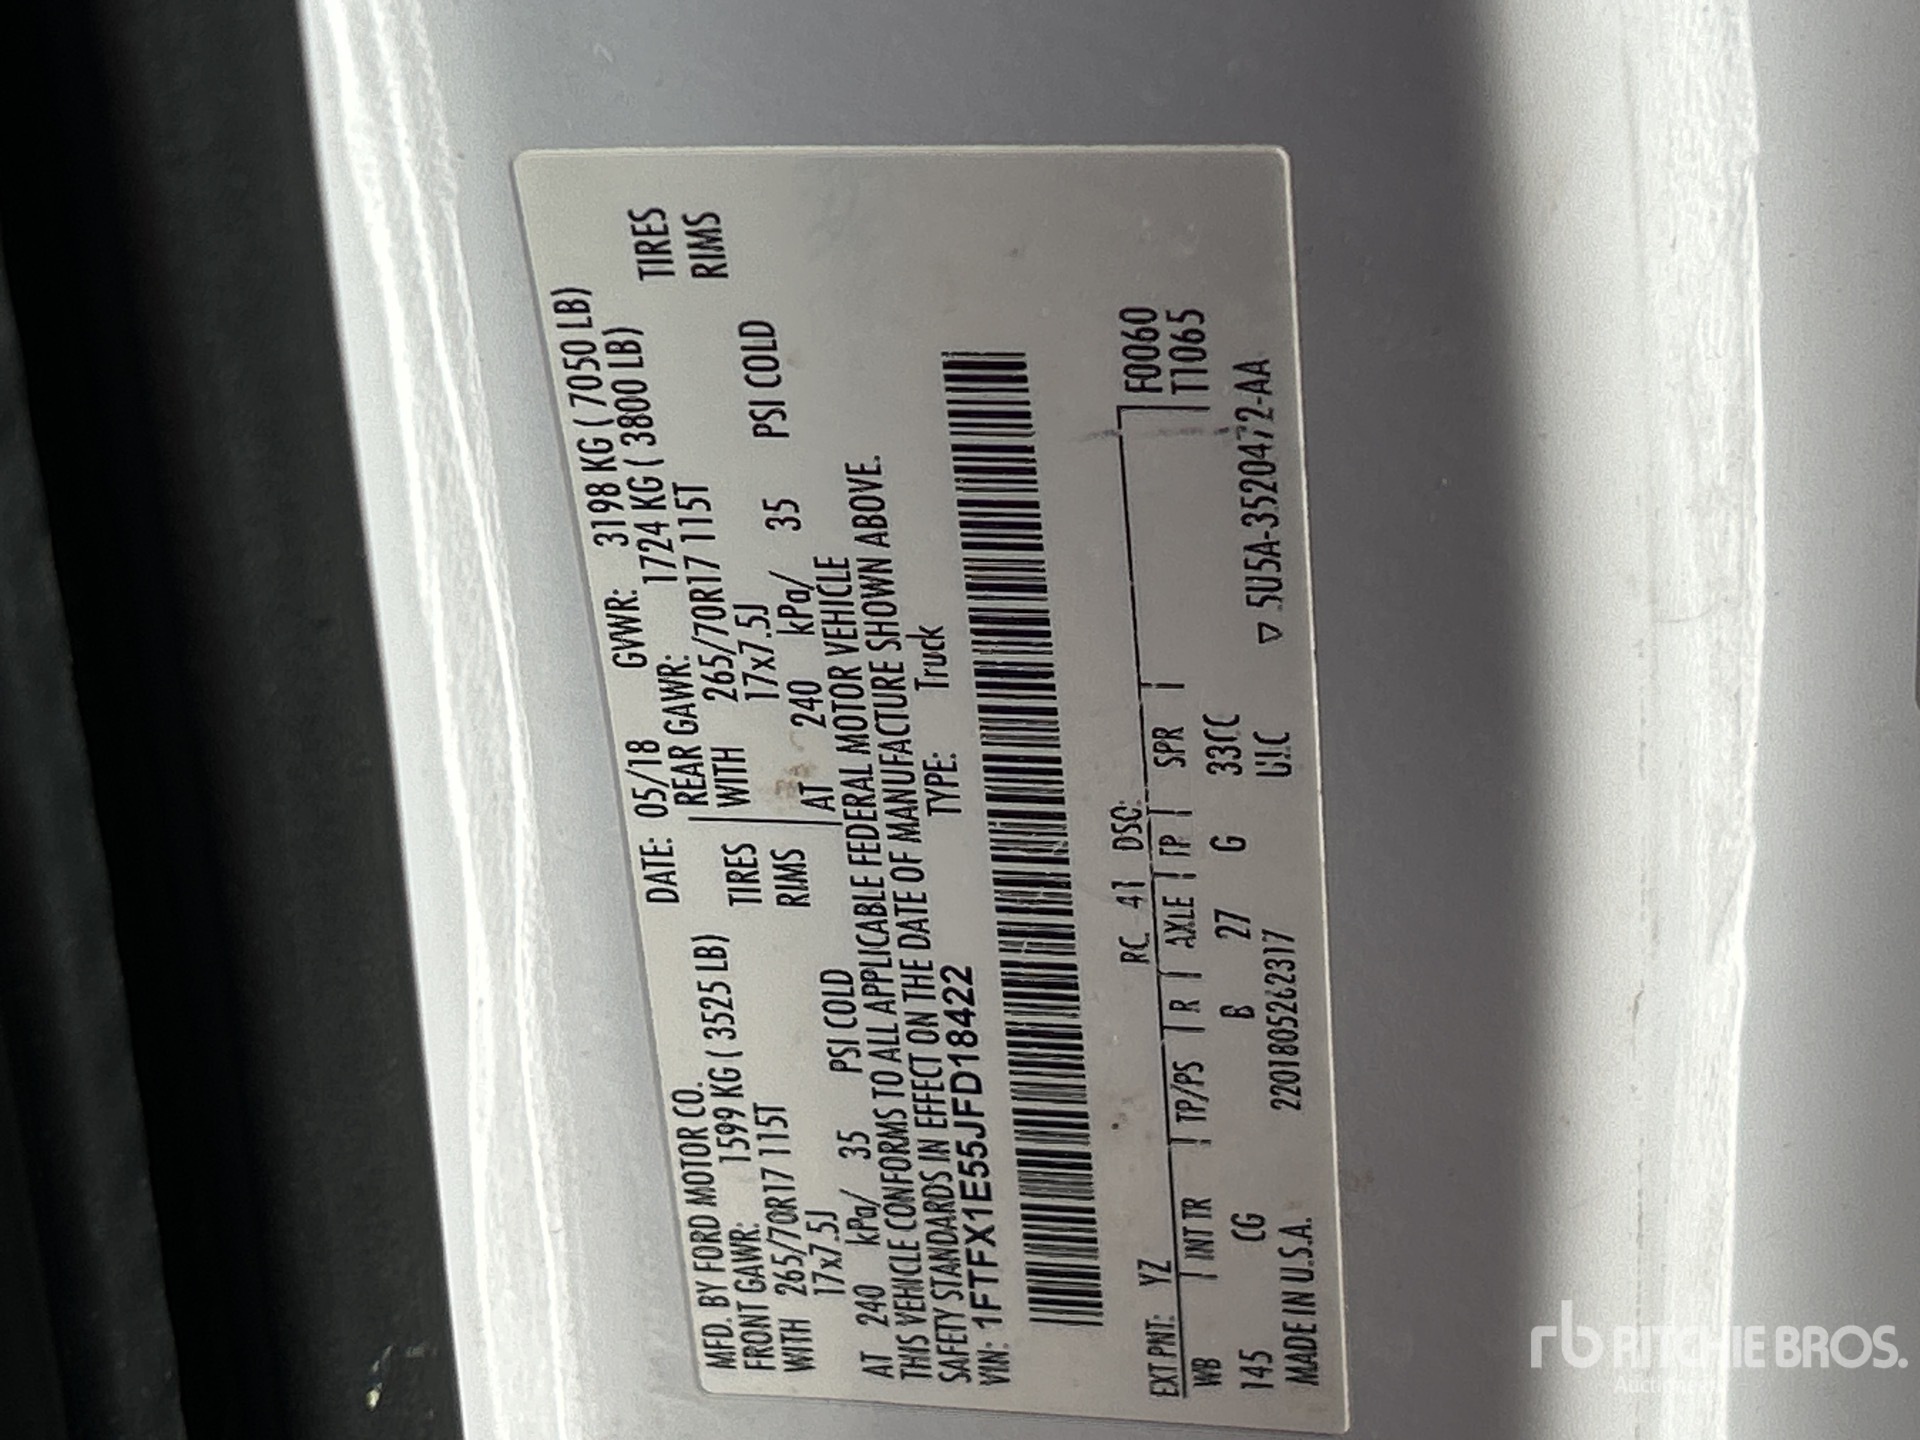 MFD. BY FORD MOTOR CO.
DATE: 05/18 GVWR: 3198 KG ( 7050 LB)
FRONT GAWR: 1599 KG ( 3525 LB) REAR GAWR: 1724 KG ( 3800 LB)
WITH 265/70R17 115T TIRES WITH 265/70R17 115T TIRES
17x7.5J RIMS 17x7.5J RIMS
AT 240 kPa/ 35 PSI COLD AT 240 kPa/ 35 PSI COLD
THIS VEHICLE CONFORMS TO ALL APPLICABLE FEDERAL MOTOR VEHICLE
SAFETY STANDARDS IN EFFECT ON THE DATE OF MANUFACTURE SHOWN ABOVE.
VIN: 1FTFX1E55JFD18422 TYPE: Truck
EXT PNT: YZ RC: 41 DSO: F0060
WB INT TR TP/PS R AXLE TP SPR T1065
145 CG B 27 G 33CC
MADE IN U.S.A. 2201805262317 ▽ 5U5A-3520472-AA
rb RITCHIE BROS.